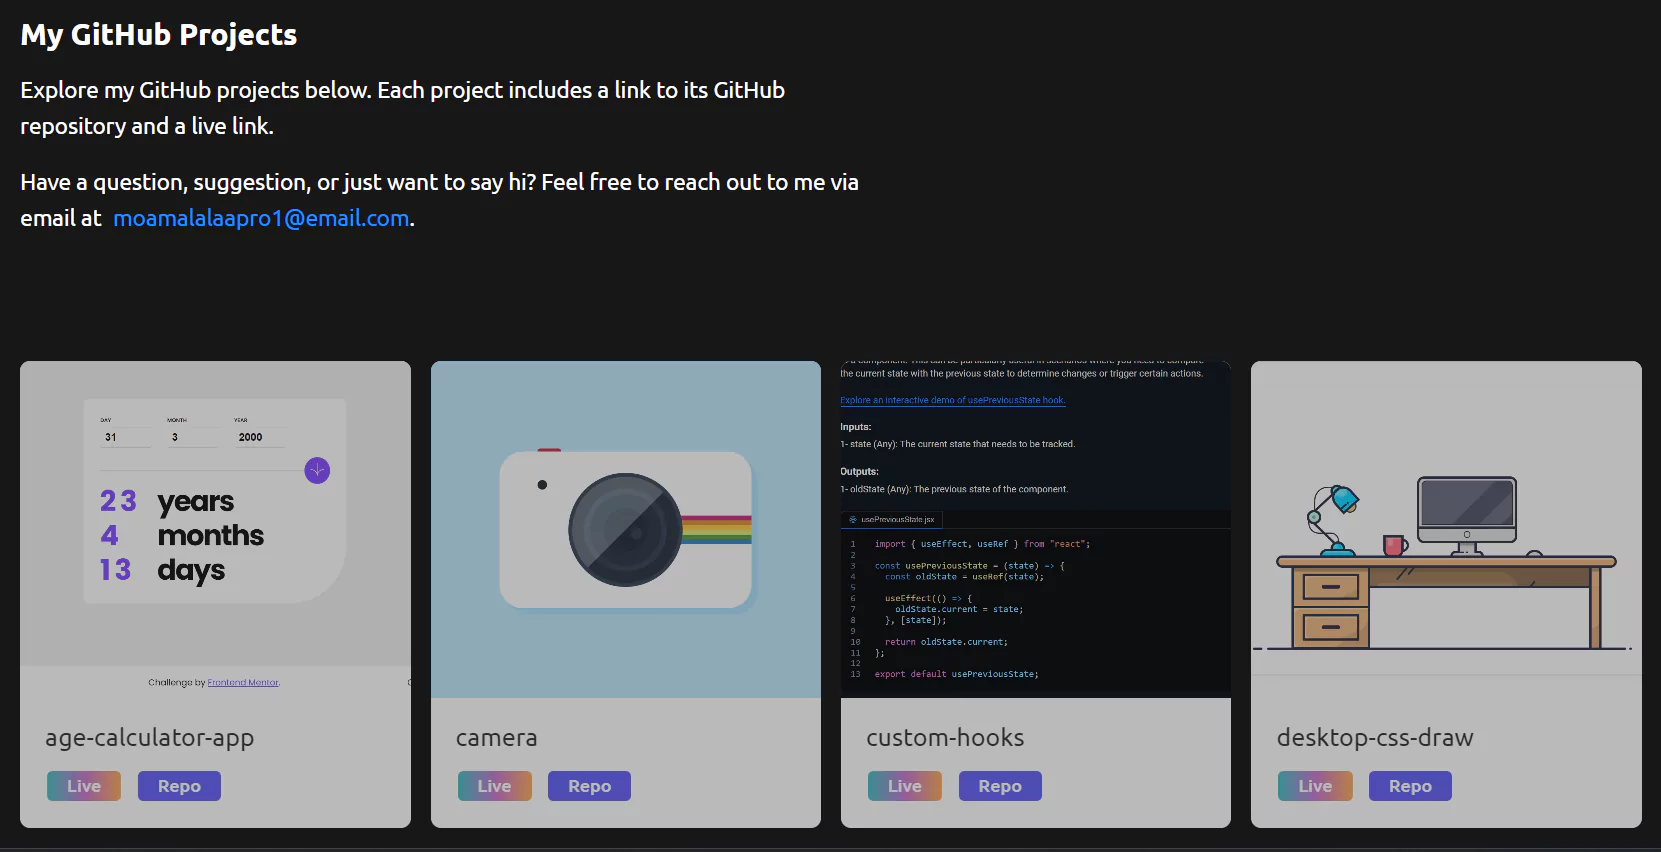 My GitHub Projects
Explore my GitHub projects below. Each project includes a link to its GitHub
repository and a live link.
Have a question, suggestion, or just want to say hi? Feel free to reach out to me via
email at moamalalaapro1@email.com.
DAY MONTH YEAR
31 3 2000
23 years
4 months
13 days
Challenge by Frontend Mentor.
age-calculator-app
Live Repo
camera
Live Repo
the current state with the previous state to determine changes or trigger certain actions.
Explore an interactive demo of usePreviousState hook.
Inputs:
1- state (Any): The current state that needs to be tracked.
Outputs:
1- oldState (Any): The previous state of the component.
usePreviousState.jsx
1 import { useEffect, useRef } from "react";
2
3 const usePreviousState = (state) => {
4 const oldState = useRef(state);
5
6 useEffect(() => {
7 oldState.current = state;
8 }, [state]);
9
10 return oldState.current;
11 };
12
13 export default usePreviousState;
custom-hooks
Live Repo
desktop-css-draw
Live Repo